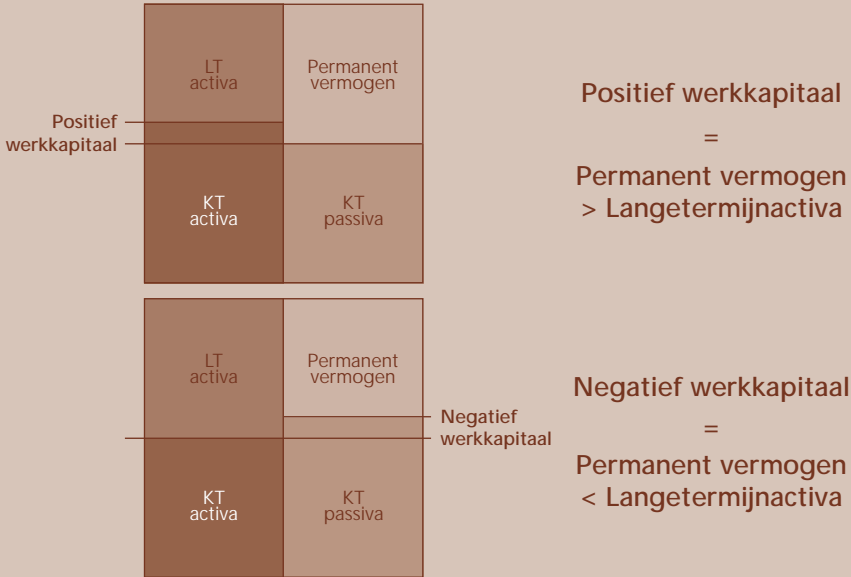 LT
activa
Permanent
vermogen
Positief
werkkapitaal
KT
activa
KT
passiva
Positief werkkapitaal
=
Permanent vermogen
> Langetermijnactiva
LT
activa
Permanent
vermogen
Negatief
werkkapitaal
KT
activa
KT
passiva
Negatief werkkapitaal
=
Permanent vermogen
< Langetermijnactiva